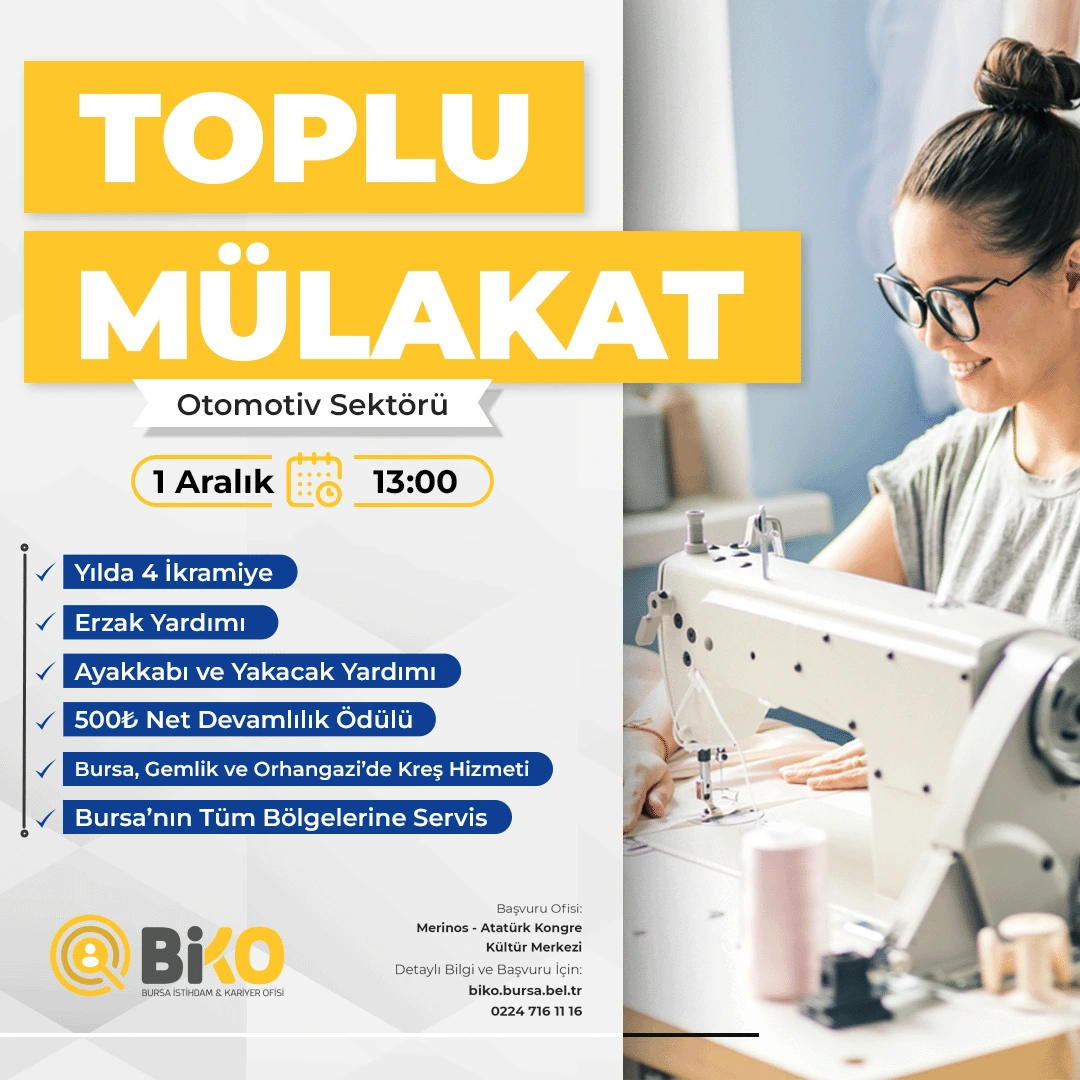 TOPLU
MÜLAKAT
Otomotiv Sektörü
1 Aralık 13:00
Yılda 4 İkramiye
Erzak Yardımı
Ayakkabı ve Yakacak Yardımı
500₺ Net Devamlılık Ödülü
Bursa, Gemlik ve Orhangazi’de Kreş Hizmeti
Bursa’nın Tüm Bölgelerine Servis
BiKO
BURSA İSTİHDAM & KARİYER OFİSİ
Başvuru Ofisi:
Merinos - Atatürk Kongre
Kültür Merkezi
Detaylı Bilgi ve Başvuru İçin:
biko.bursa.bel.tr
0224 716 11 16